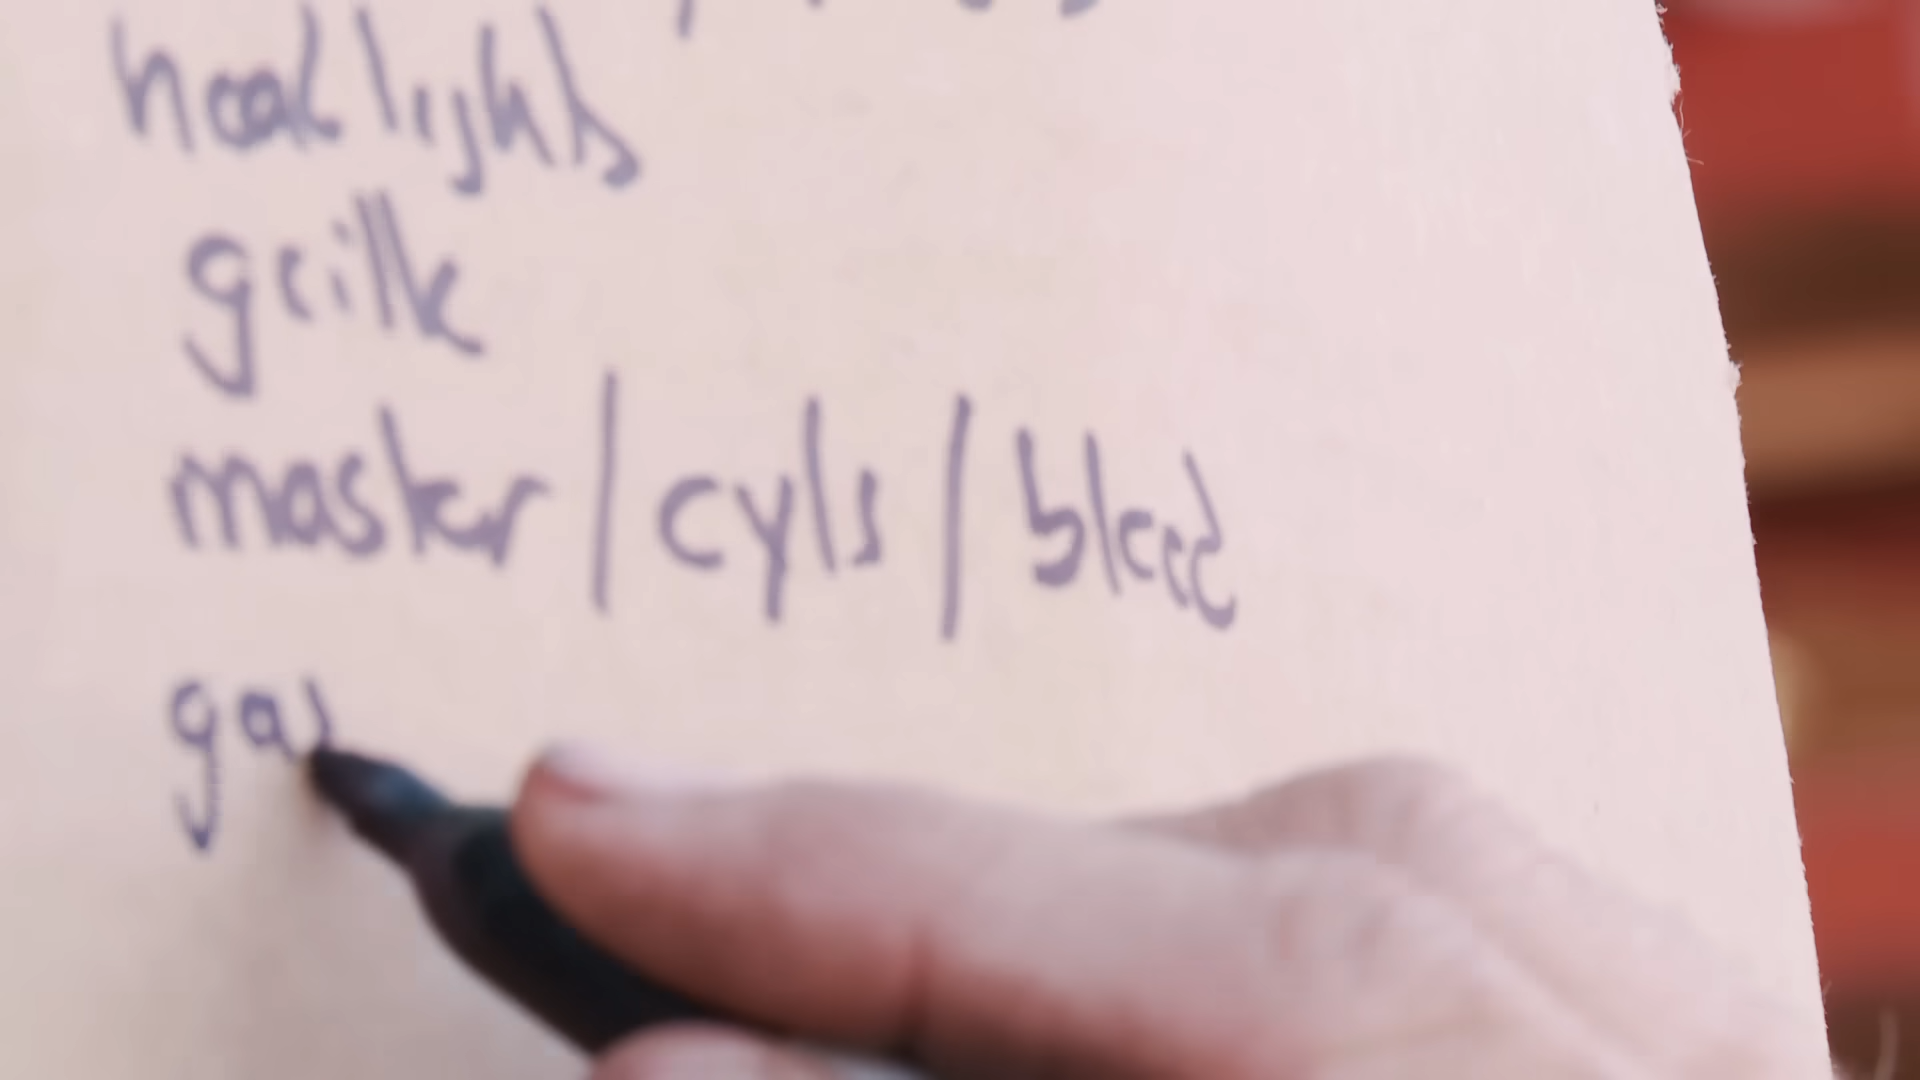 headlights
grille
master / cyls / bleed
gas